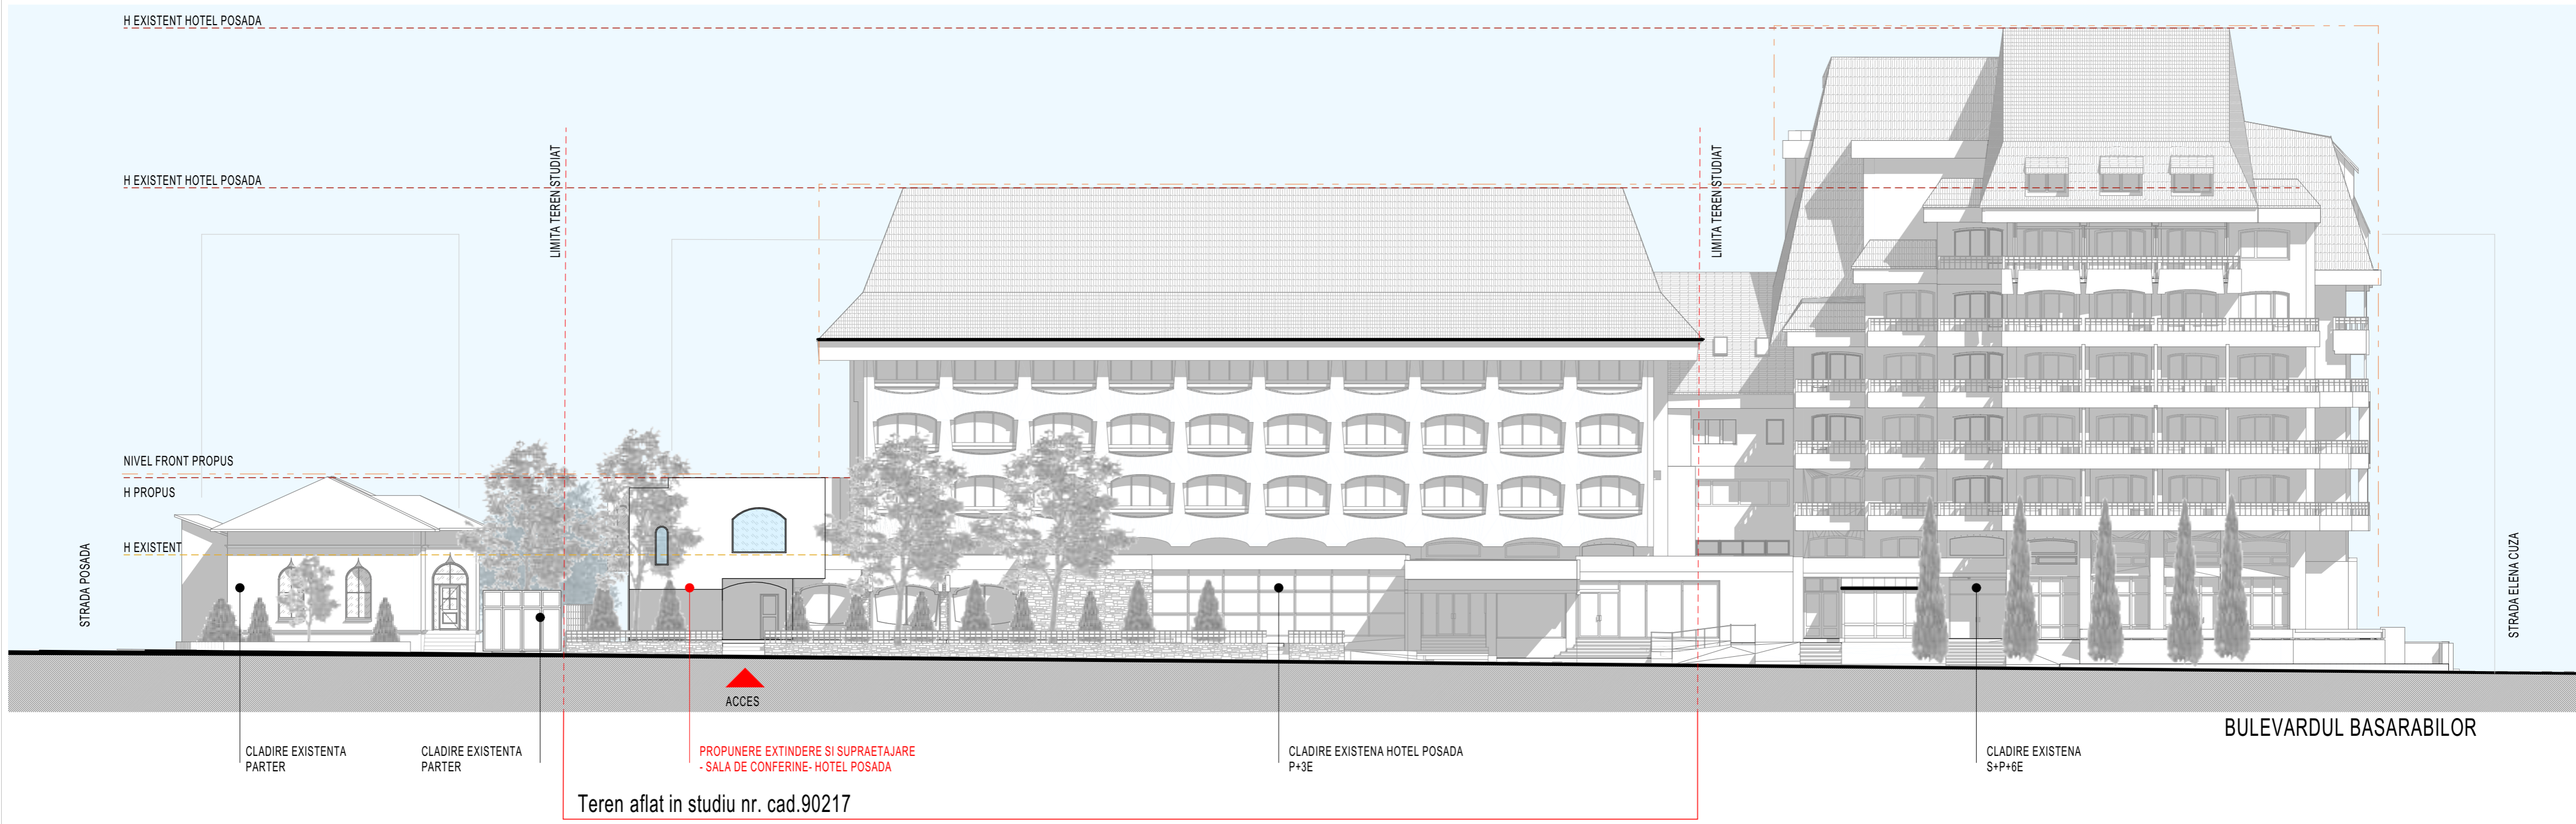 H EXISTENT HOTEL POSADA
H EXISTENT HOTEL POSADA
LIMITA TEREN STUDIAT
LIMITA TEREN STUDIAT
NIVEL FRONT PROPUS
H PROPUS
H EXISTENT
STRADA POSADA
STRADA ELENA CUZA
ACCES
BULEVARDUL BASARABILOR
CLADIRE EXISTENTA
PARTER
CLADIRE EXISTENTA
PARTER
PROPUNERE EXTINDERE SI SUPRAETAJARE
- SALA DE CONFERINE- HOTEL POSADA
CLADIRE EXISTENA HOTEL POSADA
P+3E
CLADIRE EXISTENA
S+P+6E
Teren aflat in studiu nr. cad.90217